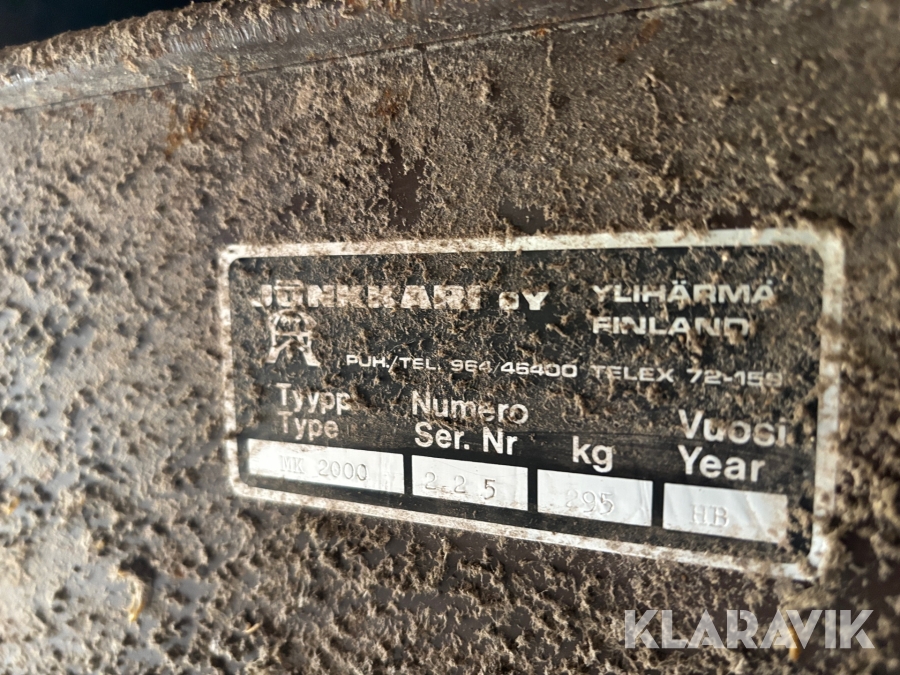 JUNKKARI OY YLIHÄRMÄ
FINLAND
PUH./TEL. 964 46400 TELEX 72-159
Tyyppi Numero Vuosi
Type Ser. Nr kg Year
MK 2000 2.2 5 295 HB
KLARAVIK